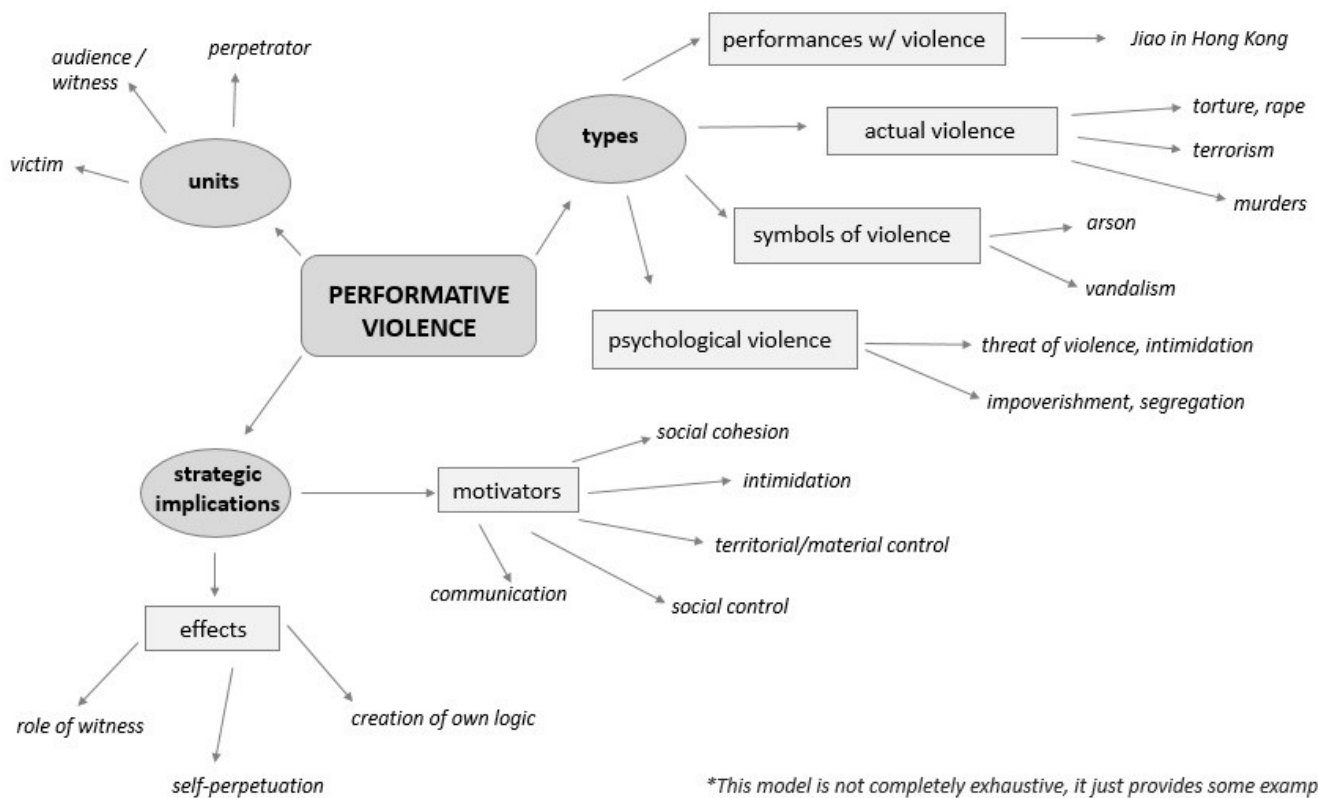 performances w/ violence
Jiao in Hong Kong
audience /
witness
perpetrator
types
actual violence
torture, rape
terrorism
murders
victim
units
symbols of violence
arson
vandalism
PERFORMATIVE
VIOLENCE
psychological violence
threat of violence, intimidation
impoverishment, segregation
strategic
implications
motivators
social cohesion
intimidation
territorial/material control
social control
communication
effects
role of witness
self-perpetuation
creation of own logic
*This model is not completely exhaustive, it just provides some examp